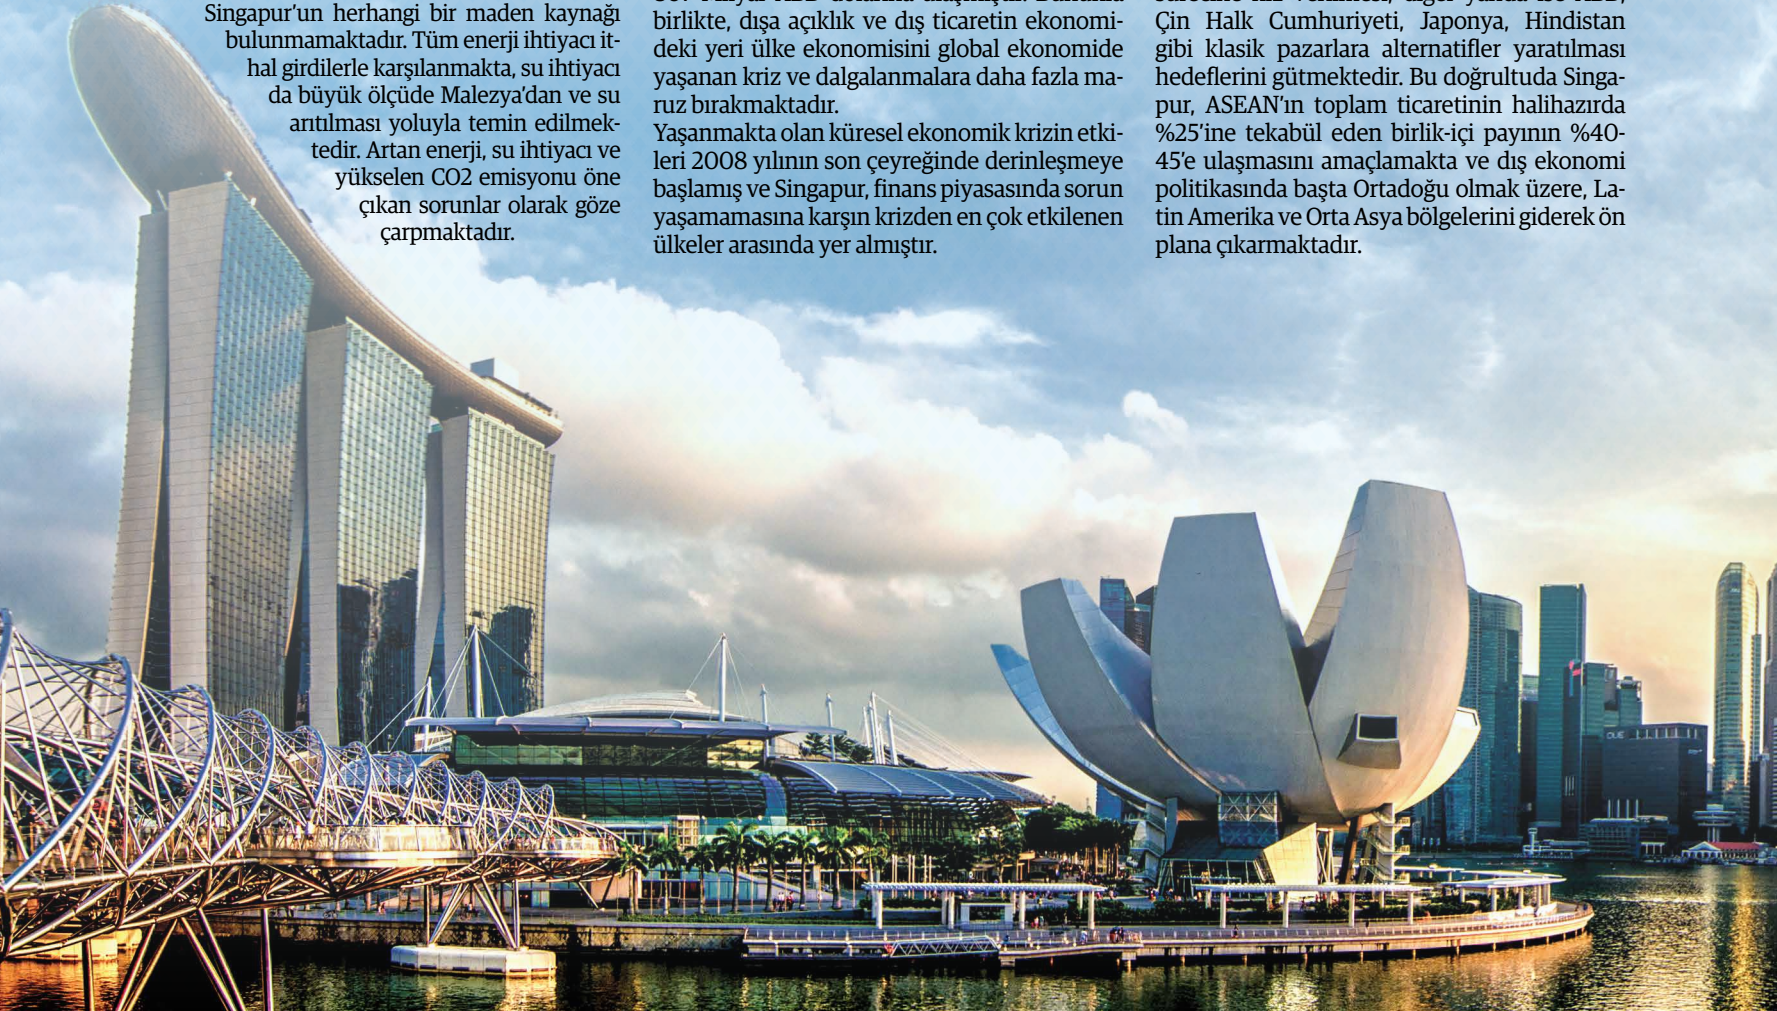 Singapur’un herhangi bir maden kaynağı
bulunmamaktadır. Tüm enerji ihtiyacı it-
hal girdilerle karşılanmakta, su ihtiyacı
da büyük ölçüde Malezya’dan ve su
arıtılması yoluyla temin edilmek-
tedir. Artan enerji, su ihtiyacı ve
yükselen CO2 emisyonu öne
çıkan sorunlar olarak göze
çarpmaktadır.
birlikte, dışa açıklık ve dış ticaretin ekonomi-
deki yeri ülke ekonomisini global ekonomide
yaşanan kriz ve dalgalanmalara daha fazla ma-
ruz bırakmaktadır.
Yaşanmakta olan küresel ekonomik krizin etki-
leri 2008 yılının son çeyreğinde derinleşmeye
başlamış ve Singapur, finans piyasasında sorun
yaşamamasına karşın krizden en çok etkilenen
ülkeler arasında yer almıştır.
Çin Halk Cumhuriyeti, Japonya, Hindistan
gibi klasik pazarlara alternatifler yaratılması
hedeflerini gütmektedir. Bu doğrultuda Singa-
pur, ASEAN’ın toplam ticaretinin halihazırda
%25’ine tekabül eden birlik-içi payının %40-
45’e ulaşmasını amaçlamakta ve dış ekonomi
politikasında başta Ortadoğu olmak üzere, La-
tin Amerika ve Orta Asya bölgelerini giderek ön
plana çıkarmaktadır.